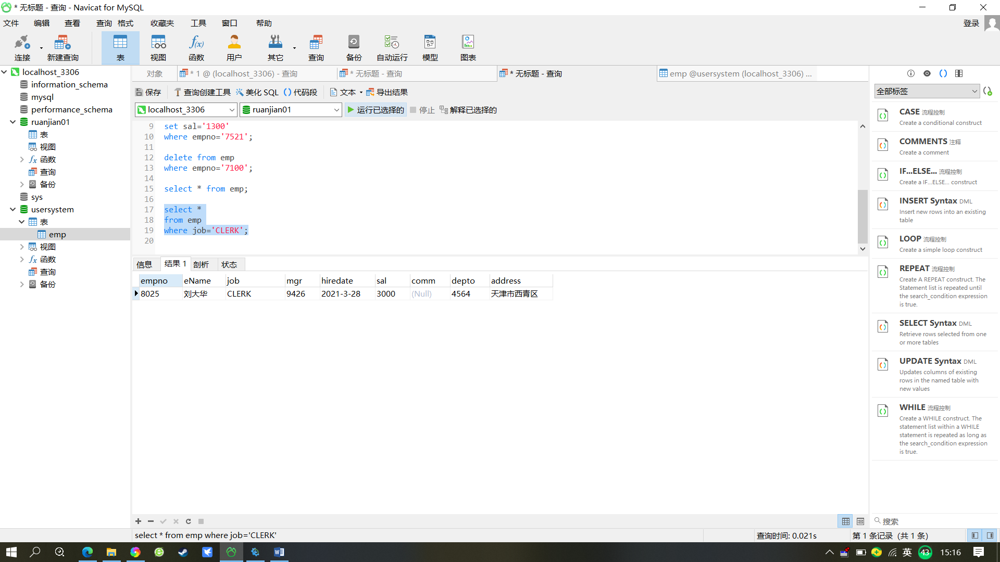 * 无标题 - 查询 - Navicat for MySQL
文件 编辑 查看 查询 格式 收藏夹 工具 窗口 帮助 登录
连接 新建查询 表 视图 函数 用户 其它 查询 备份 自动运行 模型 图表
localhost_3306
information_schema
mysql
performance_schema
ruanjian01
表
视图
fx 函数
查询
备份
sys
usersystem
表
emp
视图
fx 函数
查询
备份
对象 * 1 @ (localhost_3306) - 查询 * 无标题 - 查询 * 无标题 - 查询 emp @usersystem (localhost_3306) ...
保存 查询创建工具 美化 SQL () 代码段 文本 导出结果
localhost_3306 ruanjian01 运行已选择的 停止 解释已选择的
9 set sal='1300'
10 where empno='7521';
11
12 delete from emp
13 where empno='7100';
14
15 select * from emp;
16
17 select *
18 from emp
19 where job='CLERK';
20
信息 结果 1 剖析 状态
empno eName job mgr hiredate sal comm depto address
8025 刘大华 CLERK 9426 2021-3-28 3000 (Null) 4564 天津市西青区
全部标签
CASE 流程控制
Create a conditional construct
COMMENTS 注释
Create a comment
IF...ELSE... 流程控制
Create a IF...ELSE... construct
INSERT Syntax DML
Insert new rows into an existing
table
LOOP 流程控制
Create a simple loop construct
REPEAT 流程控制
Create A REPEAT construct. The
Statement list is repeated until
the search_condition expression
is true.
SELECT Syntax DML
Retrieve rows selected from one
or more tables
UPDATE Syntax DML
Updates columns of existing
rows in the named table with
new values
WHILE 流程控制
Create a WHILE construct. The
statement list within a WHILE
statement is repeated as long as
the search_condition expression
is true.
搜索
select * from emp where job='CLERK' 查询时间: 0.021s 第 1 条记录 (共 1 条)
英 43 15:16